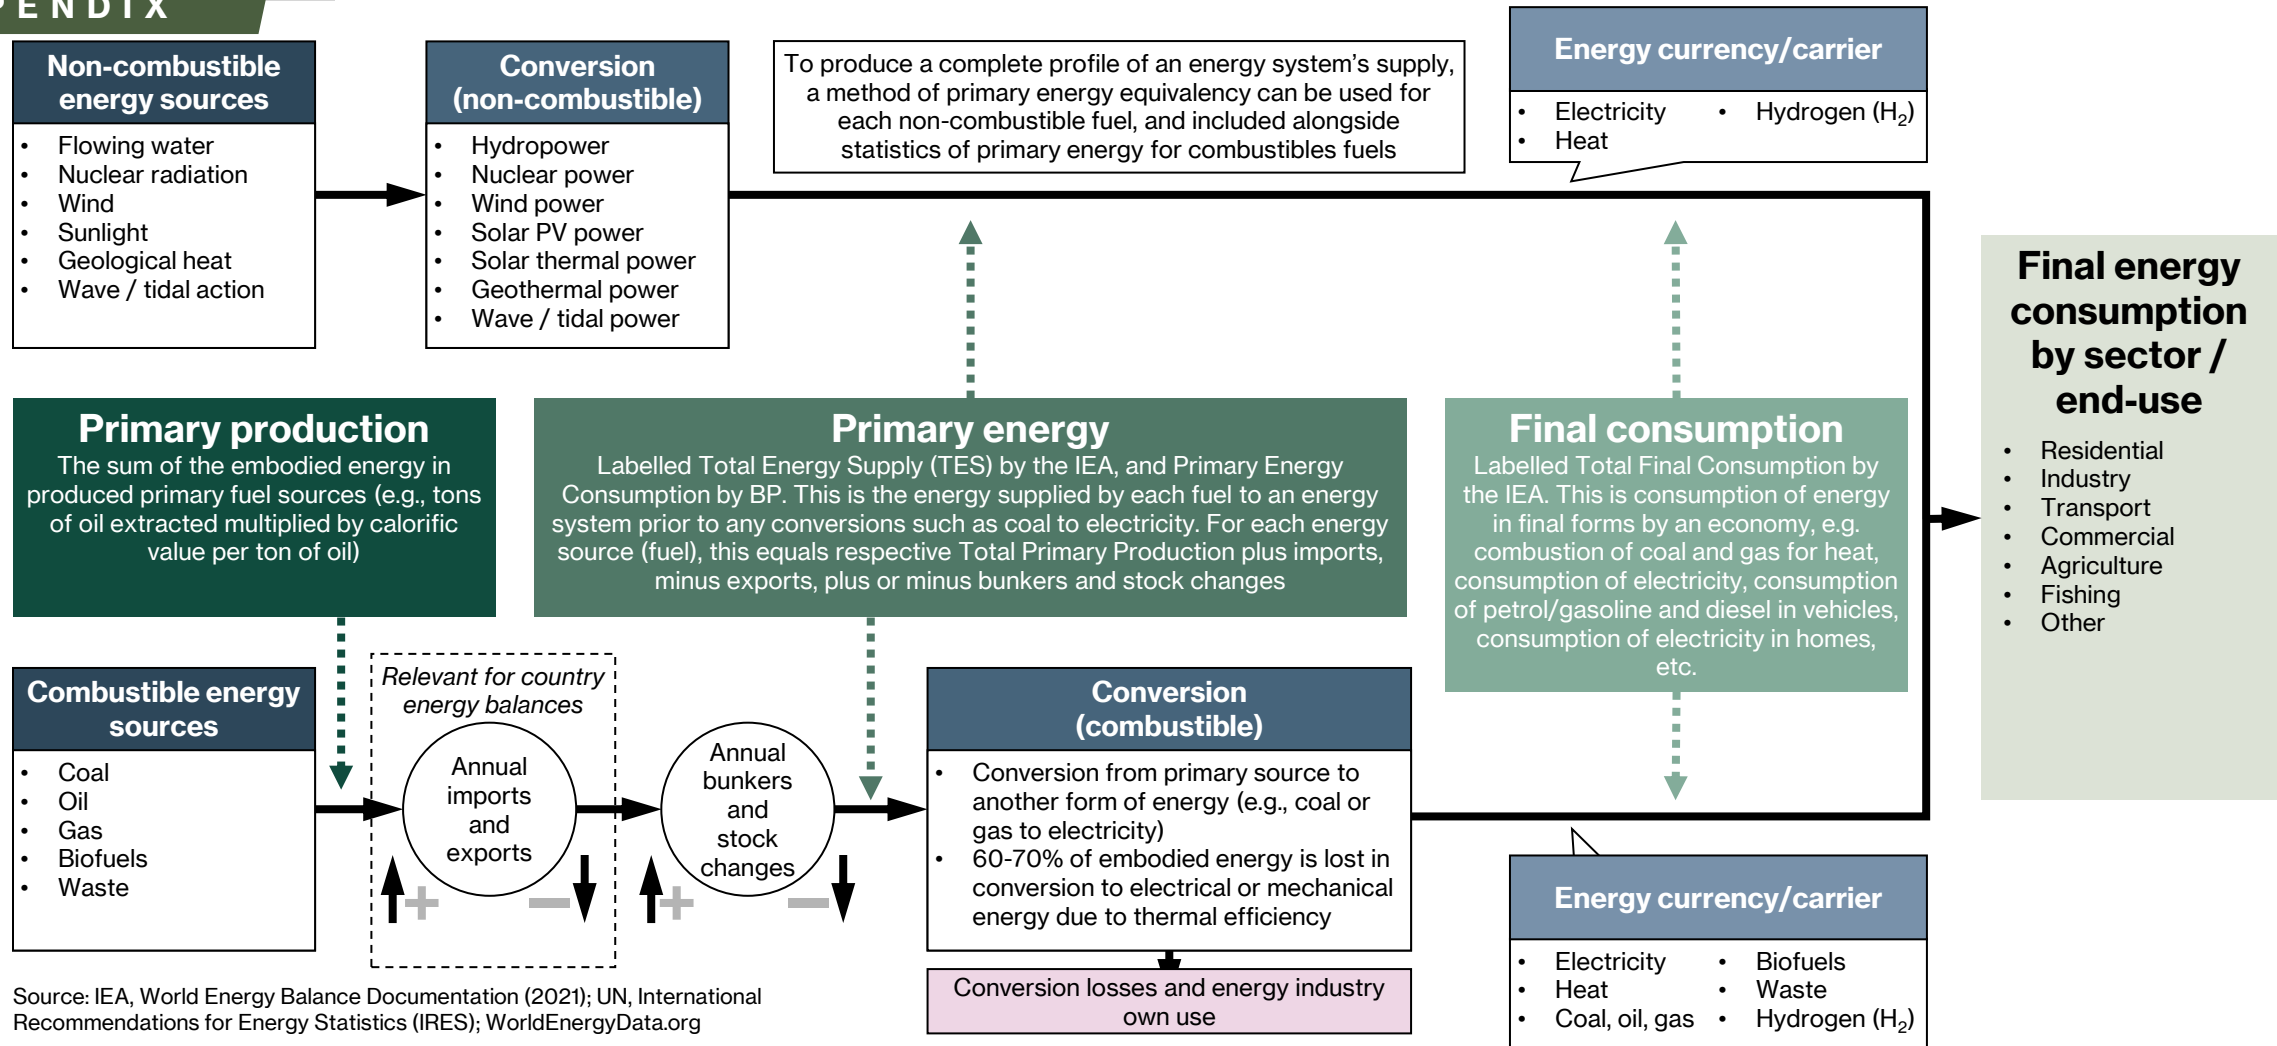 PENDIX
Non-combustible
energy sources
• Flowing water
• Nuclear radiation
• Wind
• Sunlight
• Geological heat
• Wave / tidal action
Conversion
(non-combustible)
• Hydropower
• Nuclear power
• Wind power
• Solar PV power
• Solar thermal power
• Geothermal power
• Wave / tidal power
To produce a complete profile of an energy system's supply,
a method of primary energy equivalency can be used for
each non-combustible fuel, and included alongside
statistics of primary energy for combustibles fuels
Energy currency/carrier
• Electricity
• Heat
• Hydrogen (H₂)
Final energy
consumption
by sector /
end-use
• Residential
• Industry
• Transport
• Commercial
• Agriculture
• Fishing
• Other
Primary production
The sum of the embodied energy in
produced primary fuel sources (e.g., tons
of oil extracted multiplied by calorific
value per ton of oil)
Primary energy
Labelled Total Energy Supply (TES) by the IEA, and Primary Energy
Consumption by BP. This is the energy supplied by each fuel to an energy
system prior to any conversions such as coal to electricity. For each energy
source (fuel), this equals respective Total Primary Production plus imports,
minus exports, plus or minus bunkers and stock changes
Final consumption
Labelled Total Final Consumption by
the IEA. This is consumption of energy
in final forms by an economy, e.g.
combustion of coal and gas for heat,
consumption of electricity, consumption
of petrol/gasoline and diesel in vehicles,
consumption of electricity in homes,
etc.
Combustible energy
sources
• Coal
• Oil
• Gas
• Biofuels
• Waste
Relevant for country
energy balances
Annual
imports
and
exports
+ −
Annual
bunkers
and
stock
changes
+ −
Conversion
(combustible)
• Conversion from primary source to
another form of energy (e.g., coal or
gas to electricity)
• 60-70% of embodied energy is lost in
conversion to electrical or mechanical
energy due to thermal efficiency
Conversion losses and energy industry
own use
Energy currency/carrier
• Electricity
• Heat
• Coal, oil, gas
• Biofuels
• Waste
• Hydrogen (H₂)
Source: IEA, World Energy Balance Documentation (2021); UN, International
Recommendations for Energy Statistics (IRES); WorldEnergyData.org